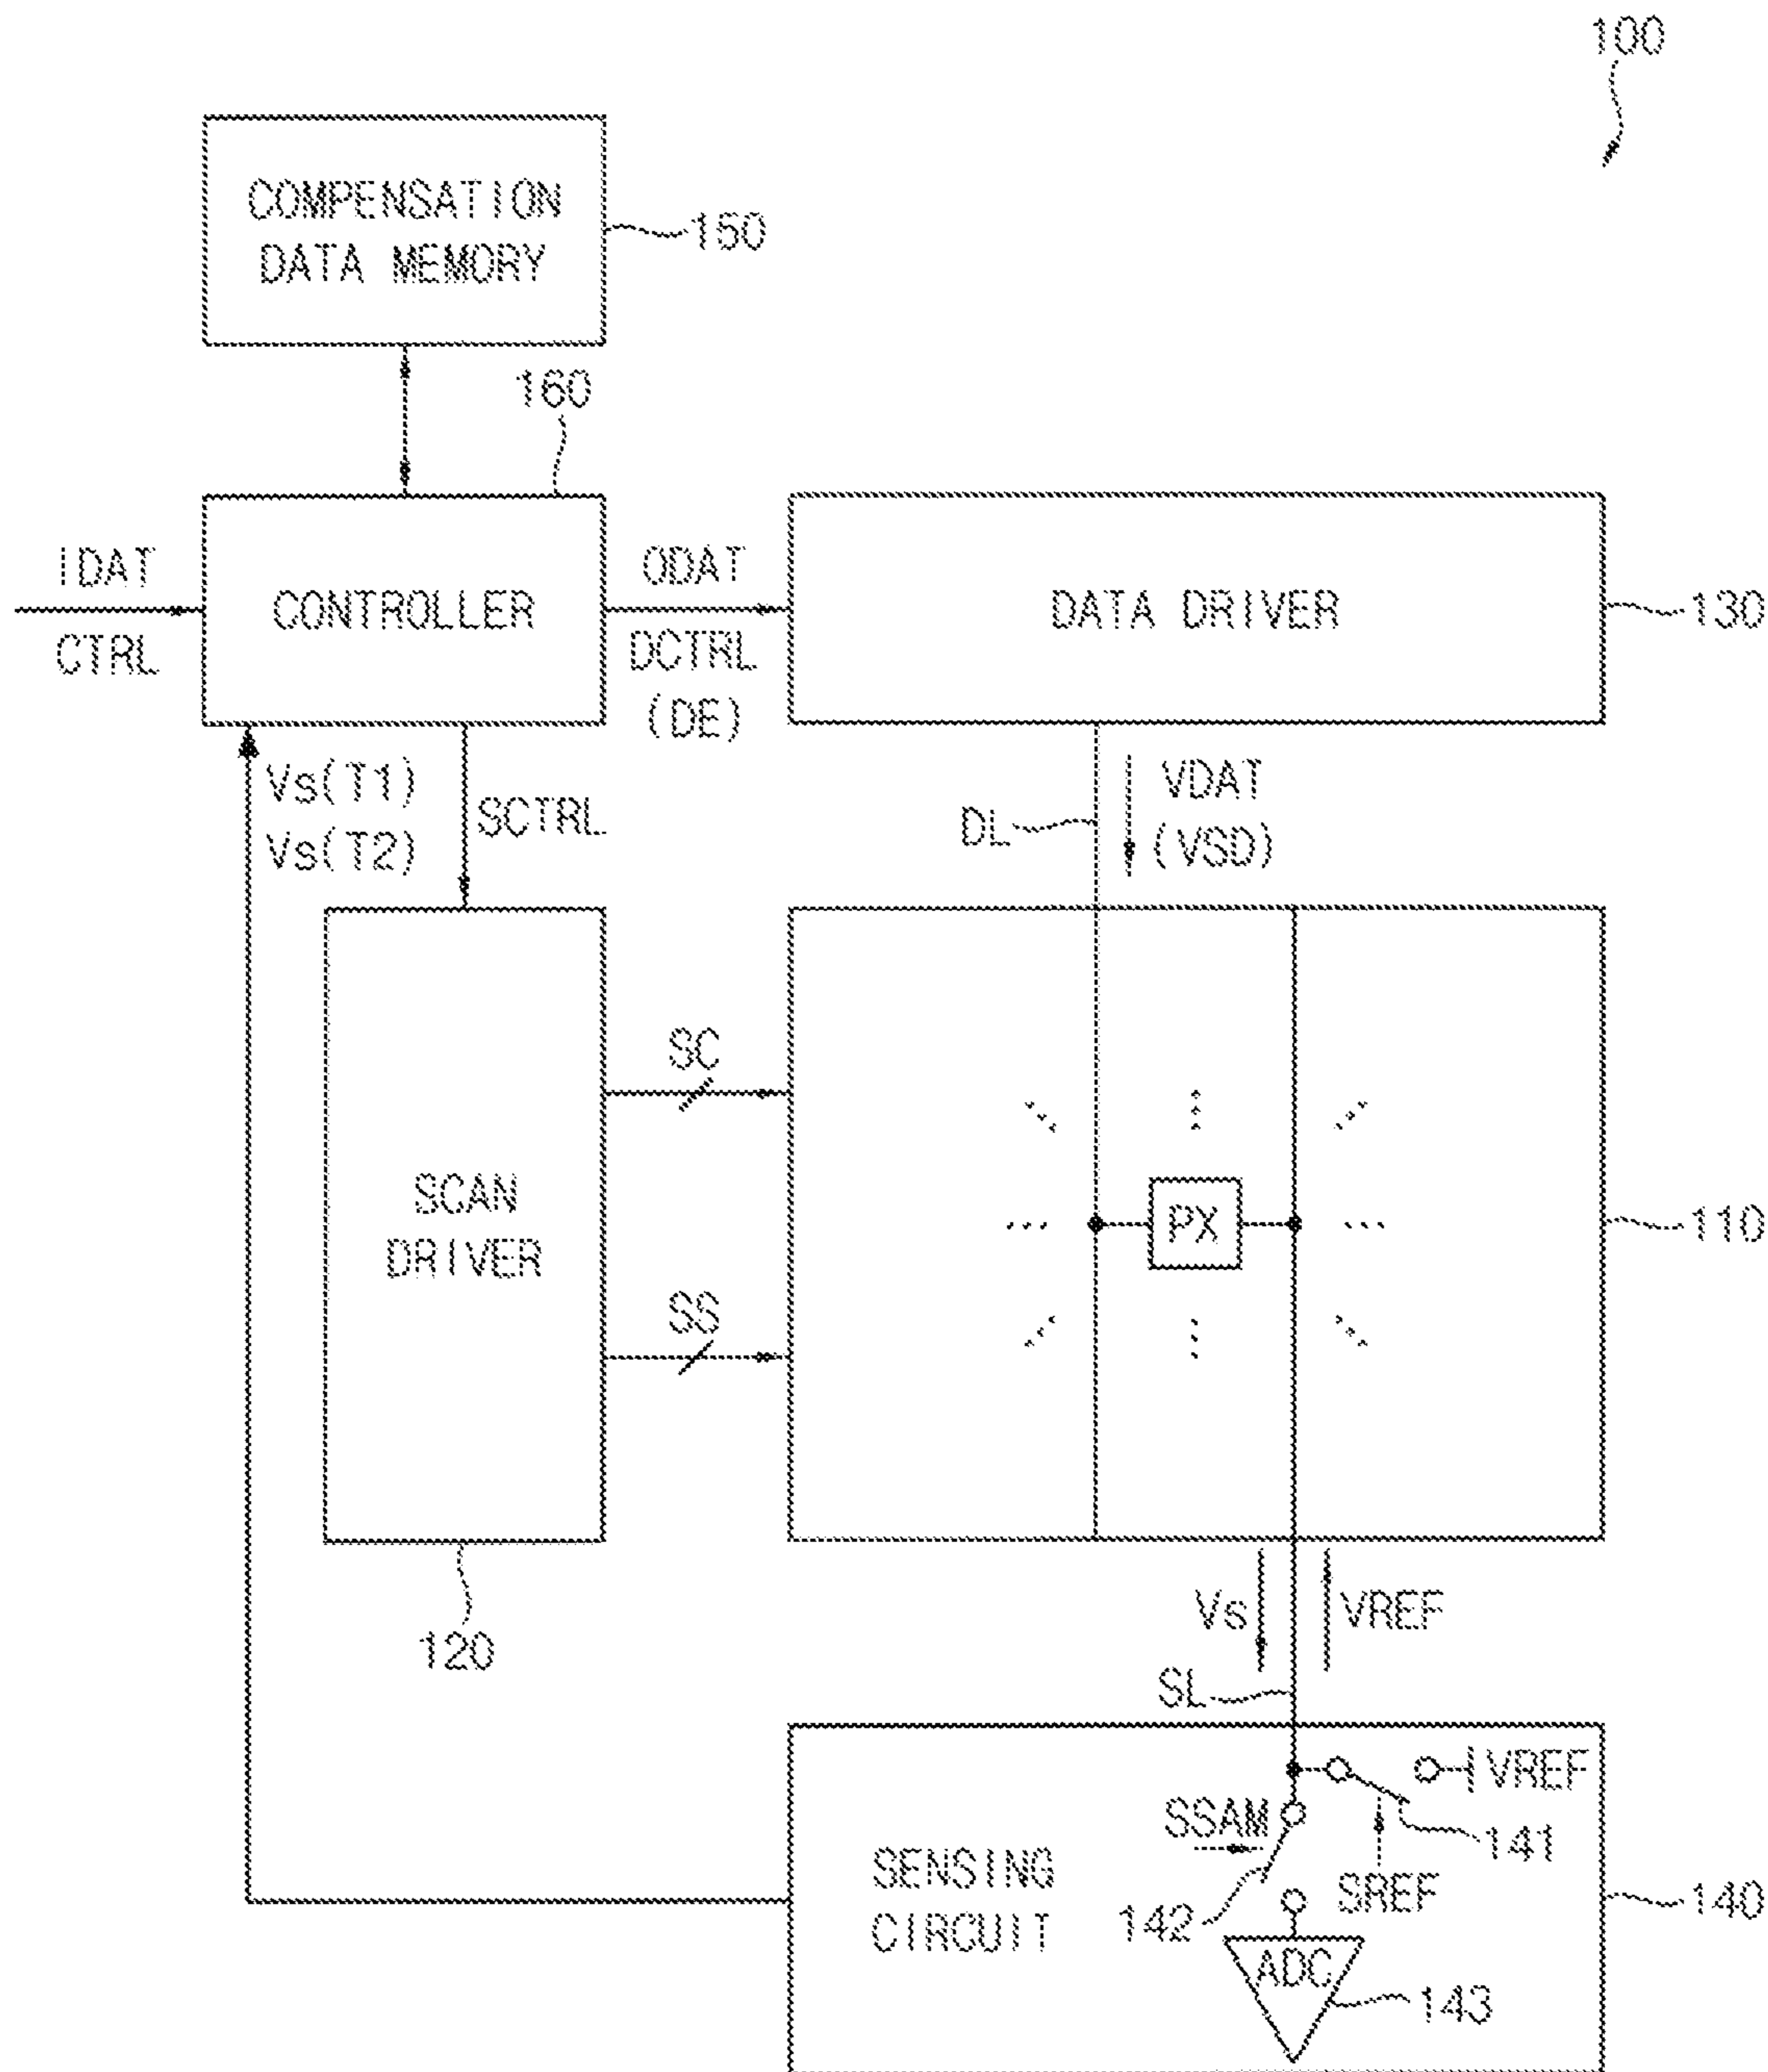 100
COMPENSATION
DATA MEMORY
150
160
IDAT
CTRL
CONTROLLER
ODAT
DCTRL
(DE)
DATA DRIVER
130
Vs(T1)
Vs(T2)
SCTRL
DL
VDAT
(VSD)
SC
SCAN
DRIVER
SS
PX
110
120
Vs
VREF
SL
VREF
SSAM
141
SENSING
CIRCUIT
142
SREF
140
ADC
143